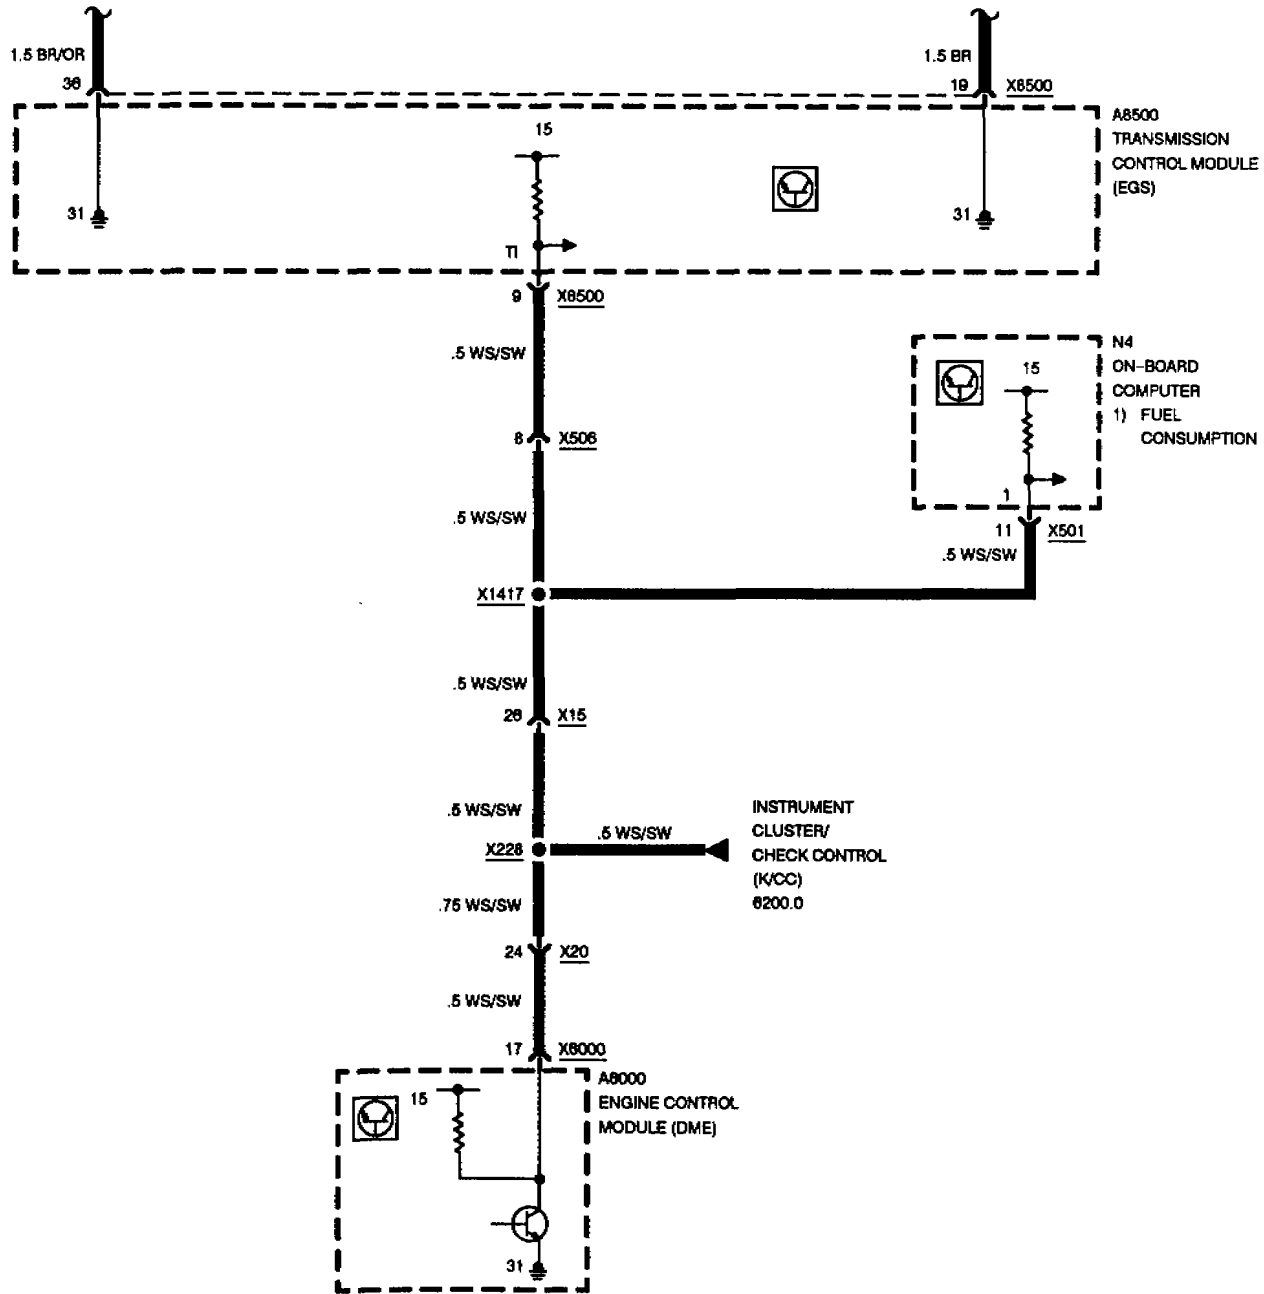 1.5 BR/OR
1.5 BR
36
19
X6500
15
A8500
TRANSMISSION
CONTROL MODULE
(EGS)
31
31
TI
9
X6500
.5 WS/SW
N4
ON-BOARD
COMPUTER
1) FUEL
CONSUMPTION
15
8
X506
1
.5 WS/SW
11
X501
.5 WS/SW
X1417
.5 WS/SW
26
X15
.5 WS/SW
INSTRUMENT
CLUSTER/
CHECK CONTROL
(K/CC)
6200.0
.5 WS/SW
X228
.75 WS/SW
24
X20
.5 WS/SW
17
X6000
A6000
ENGINE CONTROL
MODULE (DME)
15
31